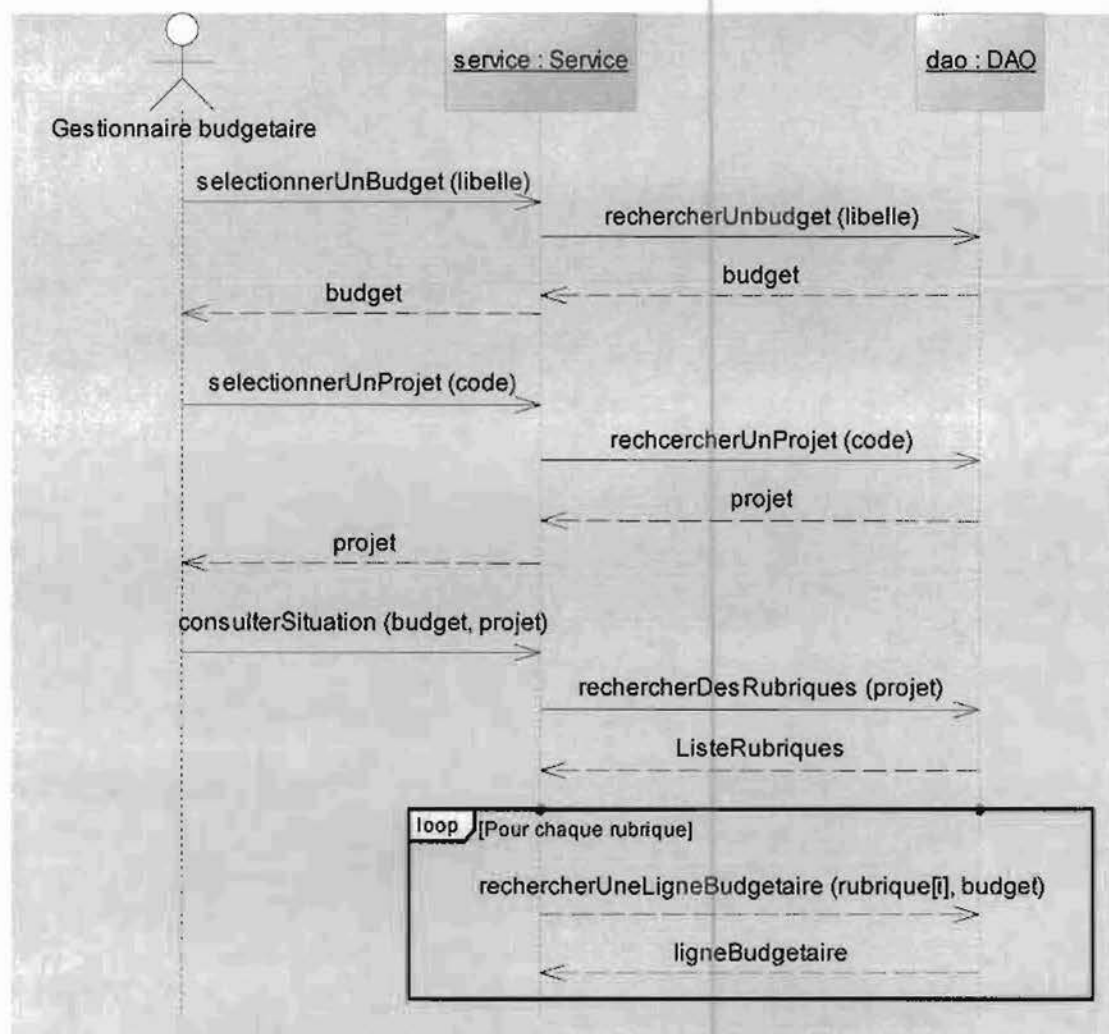 service : Service
dao : DAO
Gestionnaire budgetaire
selectionnerUnBudget (libelle)
rechercherUnbudget (libelle)
budget
budget
selectionnerUnProjet (code)
rechcercherUnProjet (code)
projet
projet
consulterSituation (budget, projet)
rechercherDesRubriques (projet)
ListeRubriques
loop [Pour chaque rubrique]
rechercherUneLigneBudgetaire (rubrique[i], budget)
ligneBudgetaire